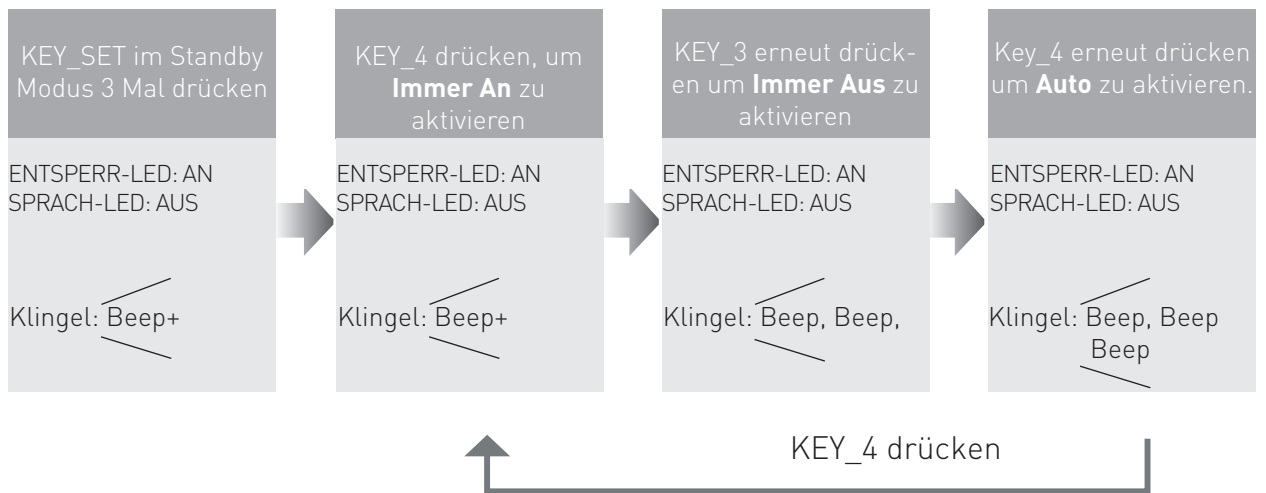 KEY_SET im Standby
Modus 3 Mal drücken
ENTSPERR-LED: AN
SPRACH-LED: AUS
Klingel: Beep+
KEY_4 drücken, um
Immer An zu
aktivieren
ENTSPERR-LED: AN
SPRACH-LED: AUS
Klingel: Beep+
KEY_3 erneut drück-
en um Immer Aus zu
aktivieren
ENTSPERR-LED: AN
SPRACH-LED: AUS
Klingel: Beep, Beep,
Key_4 erneut drücken
um Auto zu aktivieren.
ENTSPERR-LED: AN
SPRACH-LED: AUS
Klingel: Beep, Beep
Beep
KEY_4 drücken